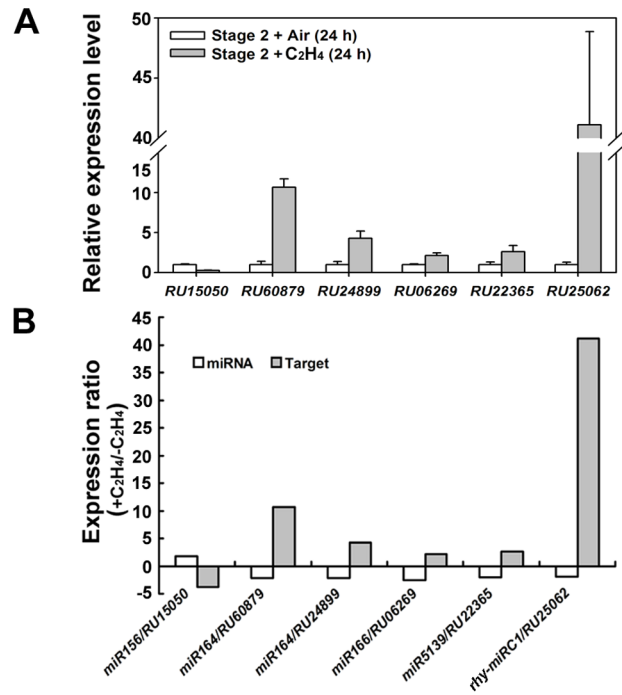 A
Relative expression level
50
45
40
15
10
5
0
Stage 2 + Air (24 h)
Stage 2 + C₂H₄ (24 h)
RU15050 RU60879 RU24899 RU06269 RU22365 RU25062
B
Expression ratio
(+C₂H₄/-C₂H₄)
45
40
35
30
25
20
15
10
5
0
-5
miRNA Target
miR156/RU15050
miR164/RU60879
miR164/RU24899
miR166/RU06269
miR5139/RU22365
rhy-miRC1/RU25062